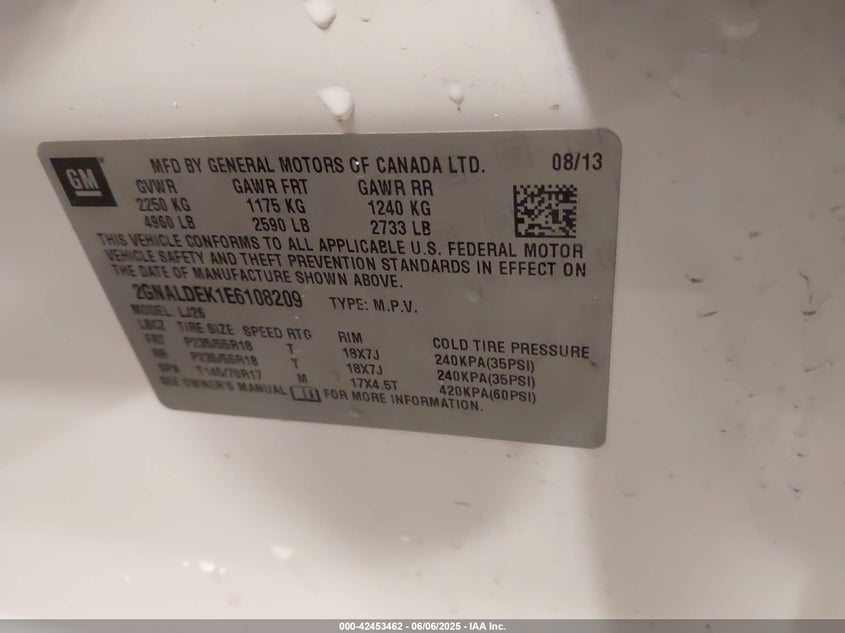 GM
MFD BY GENERAL MOTORS OF CANADA LTD. 08/13
GVWR GAWR FRT GAWR RR
2250 KG 1175 KG 1240 KG
4960 LB 2590 LB 2733 LB
THIS VEHICLE CONFORMS TO ALL APPLICABLE U.S. FEDERAL MOTOR
VEHICLE SAFETY AND THEFT PREVENTION STANDARDS IN EFFECT ON
THE DATE OF MANUFACTURE SHOWN ABOVE.
2GNALDEK1E6108209 TYPE: M.P.V.
MODEL: LJ26
LBCZ TIRE SIZE SPEED RTG RIM COLD TIRE PRESSURE
FRT P235/55R18 T 18X7J 240KPA(35PSI)
RR P235/55R18 T 18X7J 240KPA(35PSI)
SPA T145/70R17 M 17X4.5T 420KPA(60PSI)
REF OWNER'S MANUAL FOR MORE INFORMATION.
000-42453462 - 06/06/2025 - IAA Inc.